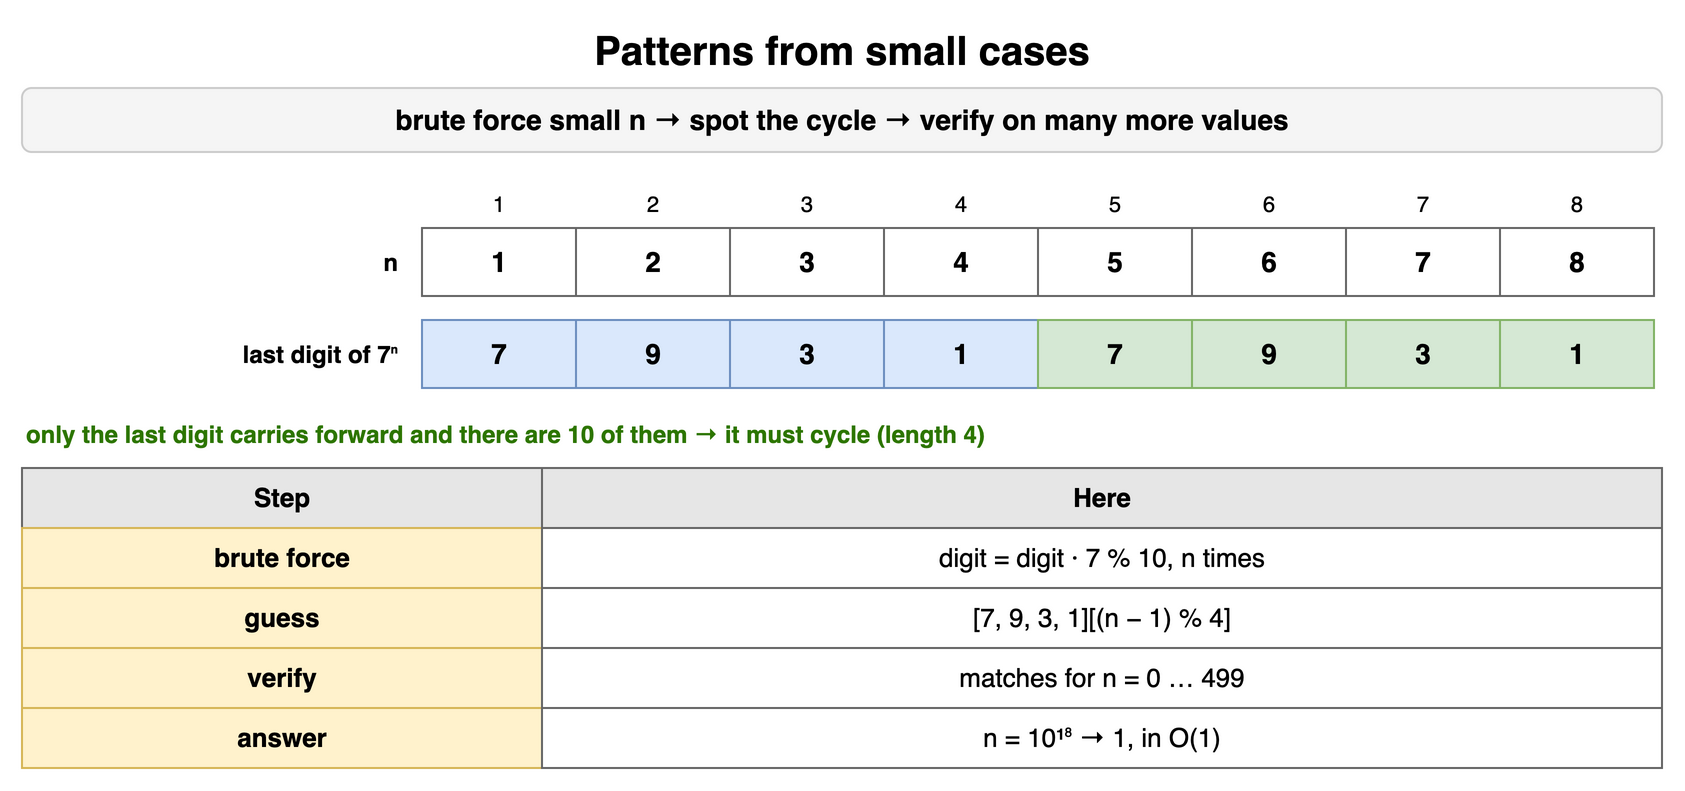 Patterns from small cases
brute force small n → spot the cycle → verify on many more values
1 2 3 4 5 6 7 8
n 1 2 3 4 5 6 7 8
last digit of 7ⁿ 7 9 3 1 7 9 3 1
only the last digit carries forward and there are 10 of them → it must cycle (length 4)
Step Here
brute force digit = digit · 7 % 10, n times
guess [7, 9, 3, 1][(n − 1) % 4]
verify matches for n = 0 … 499
answer n = 10¹⁸ → 1, in O(1)